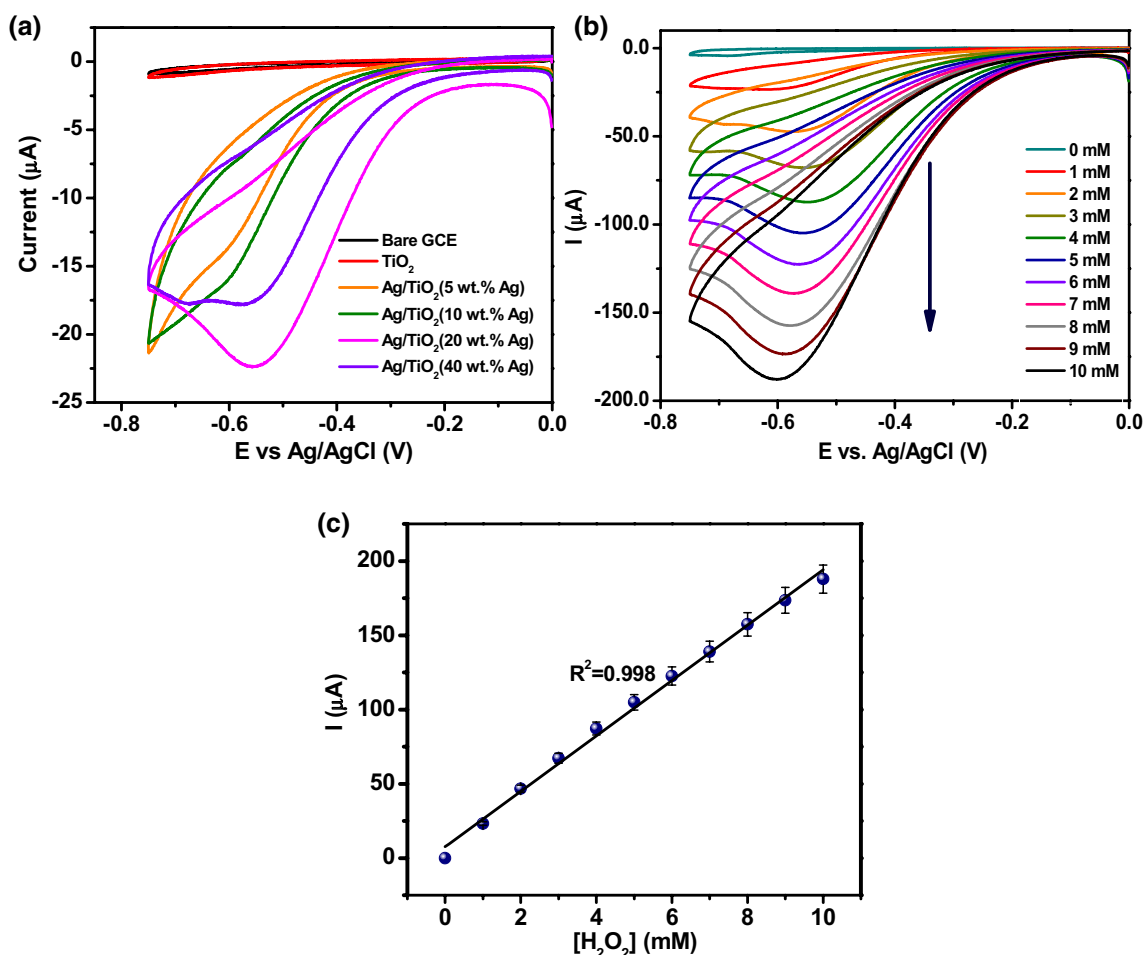 (a)
0
-5
-10
-15
-20
-25
Current (μA)
Bare GCE
TiO₂
Ag/TiO₂(5 wt.% Ag)
Ag/TiO₂(10 wt.% Ag)
Ag/TiO₂(20 wt.% Ag)
Ag/TiO₂(40 wt.% Ag)
-0.8 -0.6 -0.4 -0.2 0.0
E vs Ag/AgCl (V)
(b)
0.0
-50.0
-100.0
-150.0
-200.0
I (μA)
0 mM
1 mM
2 mM
3 mM
4 mM
5 mM
6 mM
7 mM
8 mM
9 mM
10 mM
-0.8 -0.6 -0.4 -0.2 0.0
E vs. Ag/AgCl (V)
(c)
200
150
100
50
0
I (μA)
R²=0.998
0 2 4 6 8 10
[H₂O₂] (mM)